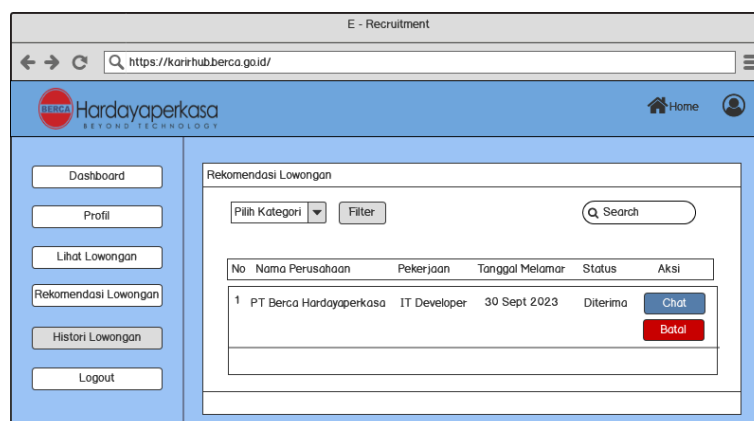 E - Recruitment
https://karirhub.berca.go.id/
BERCA Hardayaperkasa
BEYOND TECHNOLOGY
Home
Dashboard
Profil
Lihat Lowongan
Rekomendasi Lowongan
Histori Lowongan
Logout
Rekomendasi Lowongan
Pilih Kategori Filter Search
No Nama Perusahaan Pekerjaan Tanggal Melamar Status Aksi
1 PT Berca Hardayaperkasa IT Developer 30 Sept 2023 Diterima Chat
Batal